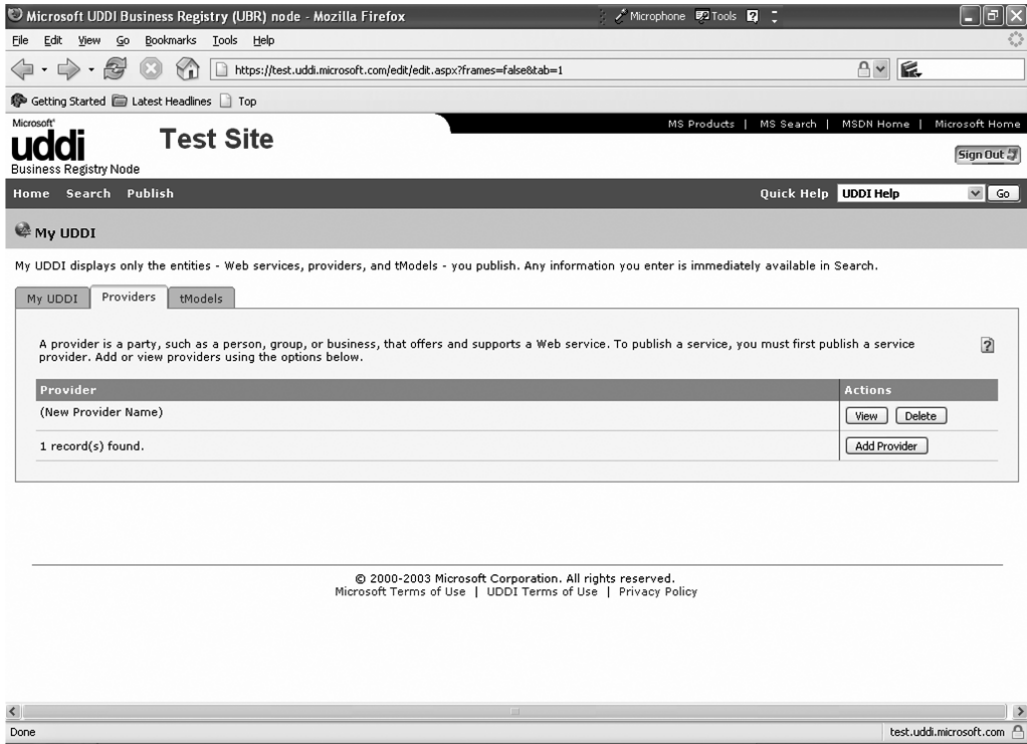 Microsoft UDDI Business Registry (UBR) node - Mozilla Firefox
Microphone Tools
File Edit View Go Bookmarks Tools Help
https://test.uddi.microsoft.com/edit/edit.aspx?frames=false&tab=1
Getting Started Latest Headlines Top
Microsoft®
uddi
Business Registry Node
Test Site
MS Products | MS Search | MSDN Home | Microsoft Home
Sign Out
Home Search Publish
Quick Help UDDI Help Go
My UDDI
My UDDI displays only the entities - Web services, providers, and tModels - you publish. Any information you enter is immediately available in Search.
My UDDI Providers tModels
A provider is a party, such as a person, group, or business, that offers and supports a Web service. To publish a service, you must first publish a service
provider. Add or view providers using the options below.
Provider Actions
(New Provider Name) View Delete
1 record(s) found. Add Provider
© 2000-2003 Microsoft Corporation. All rights reserved.
Microsoft Terms of Use | UDDI Terms of Use | Privacy Policy
Done test.uddi.microsoft.com